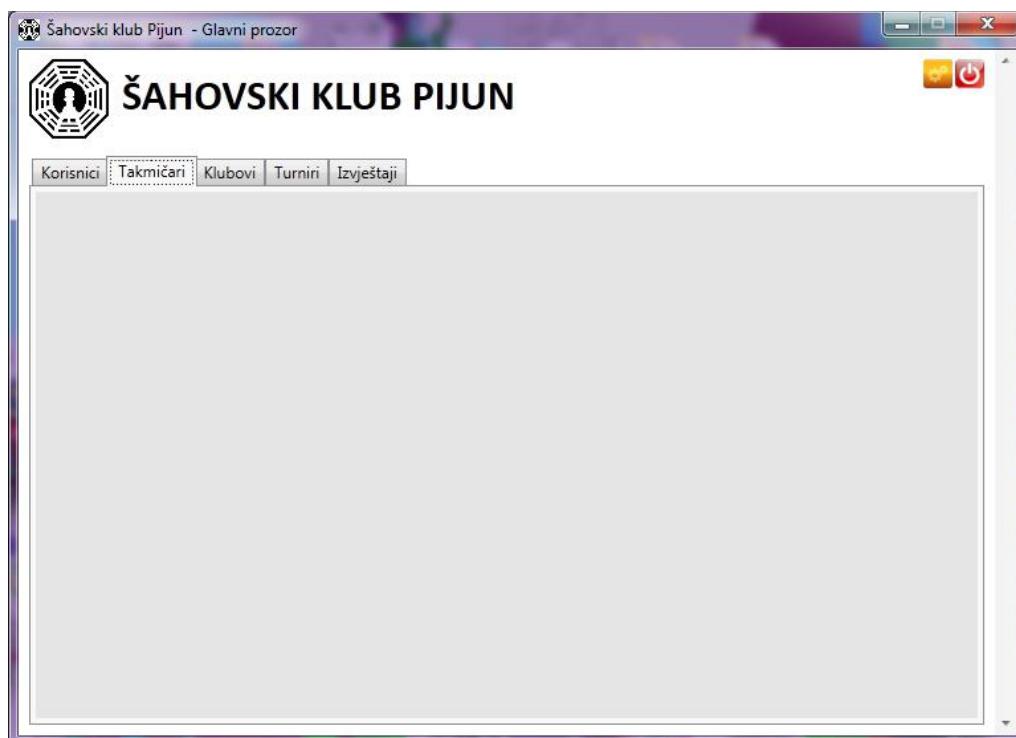 Šahovski klub Pijun - Glavni prozor
ŠAHOVSKI KLUB PIJUN
Korisnici Takmičari Klubovi Turniri Izvještaji